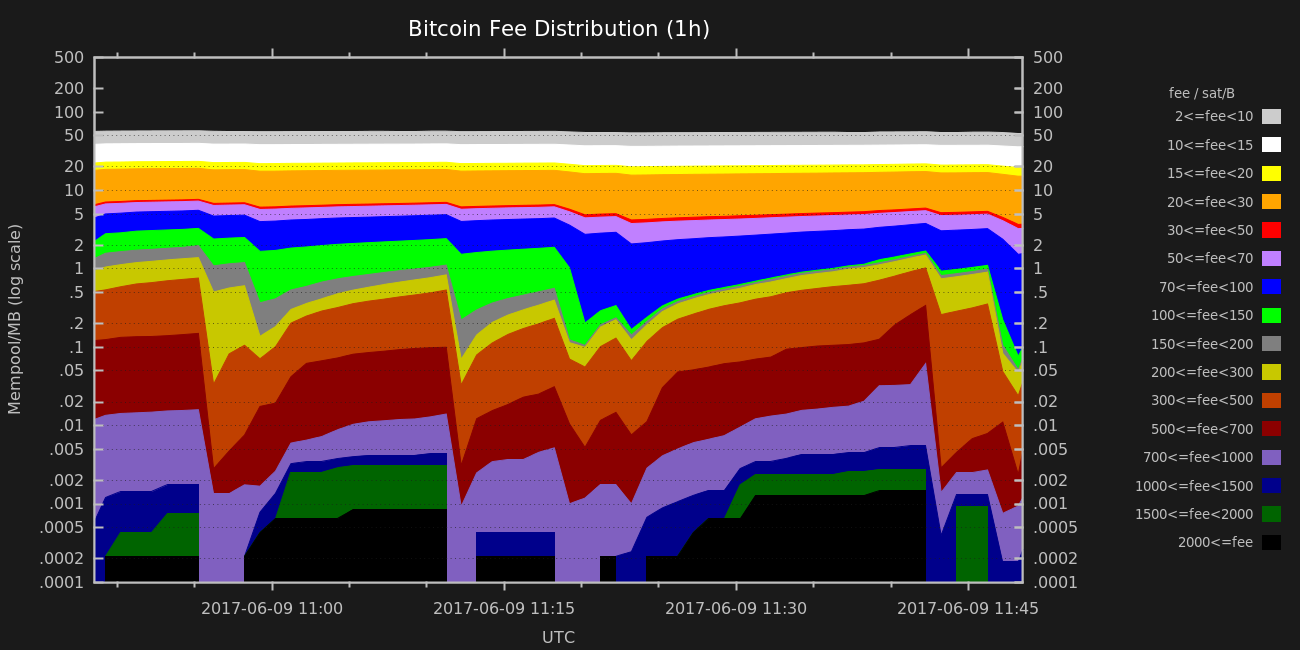 Bitcoin Fee Distribution (1h)
500 500
200 200
100 100
50 50
20 20
10 10
5 5
2 2
1 1
.5 .5
.2 .2
.1 .1
.05 .05
.02 .02
.01 .01
.005 .005
.002 .002
.001 .001
.0005 .0005
.0002 .0002
.0001 .0001
Mempool/MB (log scale)
2017-06-09 11:00 2017-06-09 11:15 2017-06-09 11:30 2017-06-09 11:45
UTC
fee / sat/B
2<=fee<10
10<=fee<15
15<=fee<20
20<=fee<30
30<=fee<50
50<=fee<70
70<=fee<100
100<=fee<150
150<=fee<200
200<=fee<300
300<=fee<500
500<=fee<700
700<=fee<1000
1000<=fee<1500
1500<=fee<2000
2000<=fee